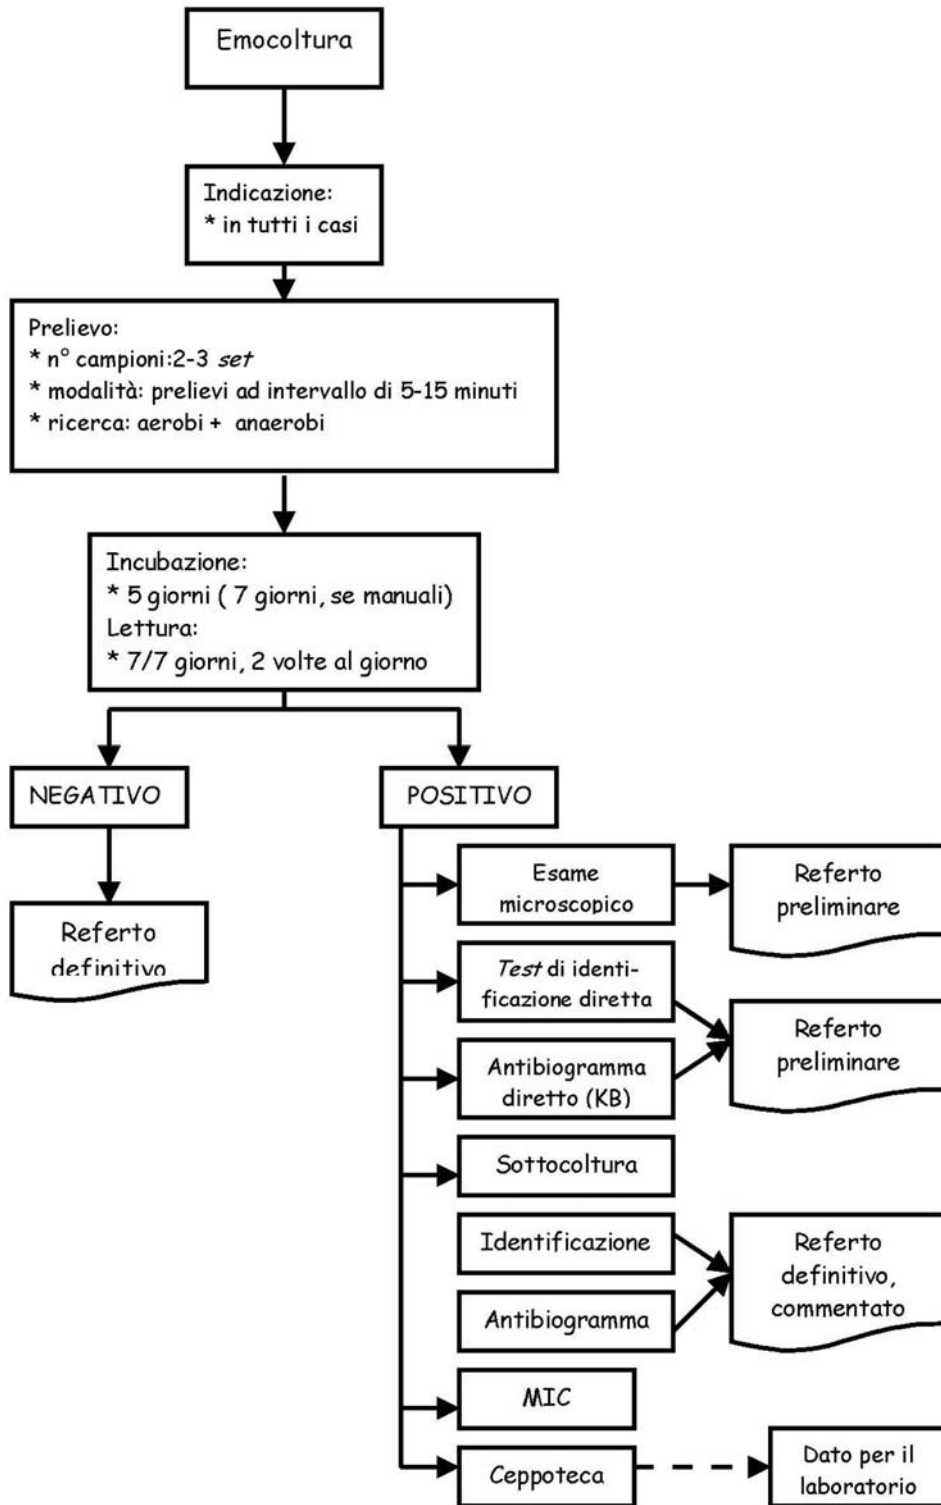 Emocoltura
Indicazione:
* in tutti i casi
Prelievo:
* n° campioni:2-3 set
* modalità: prelievi ad intervallo di 5-15 minuti
* ricerca: aerobi + anaerobi
Incubazione:
* 5 giorni ( 7 giorni, se manuali)
Lettura:
* 7/7 giorni, 2 volte al giorno
NEGATIVO
POSITIVO
Referto
definitivo
Esame
microscopico
Referto
preliminare
Test di identi-
ficazione diretta
Antibiogramma
diretto (KB)
Referto
preliminare
Sottocoltura
Identificazione
Antibiogramma
Referto
definitivo,
commentato
MIC
Ceppoteca
Dato per il
laboratorio